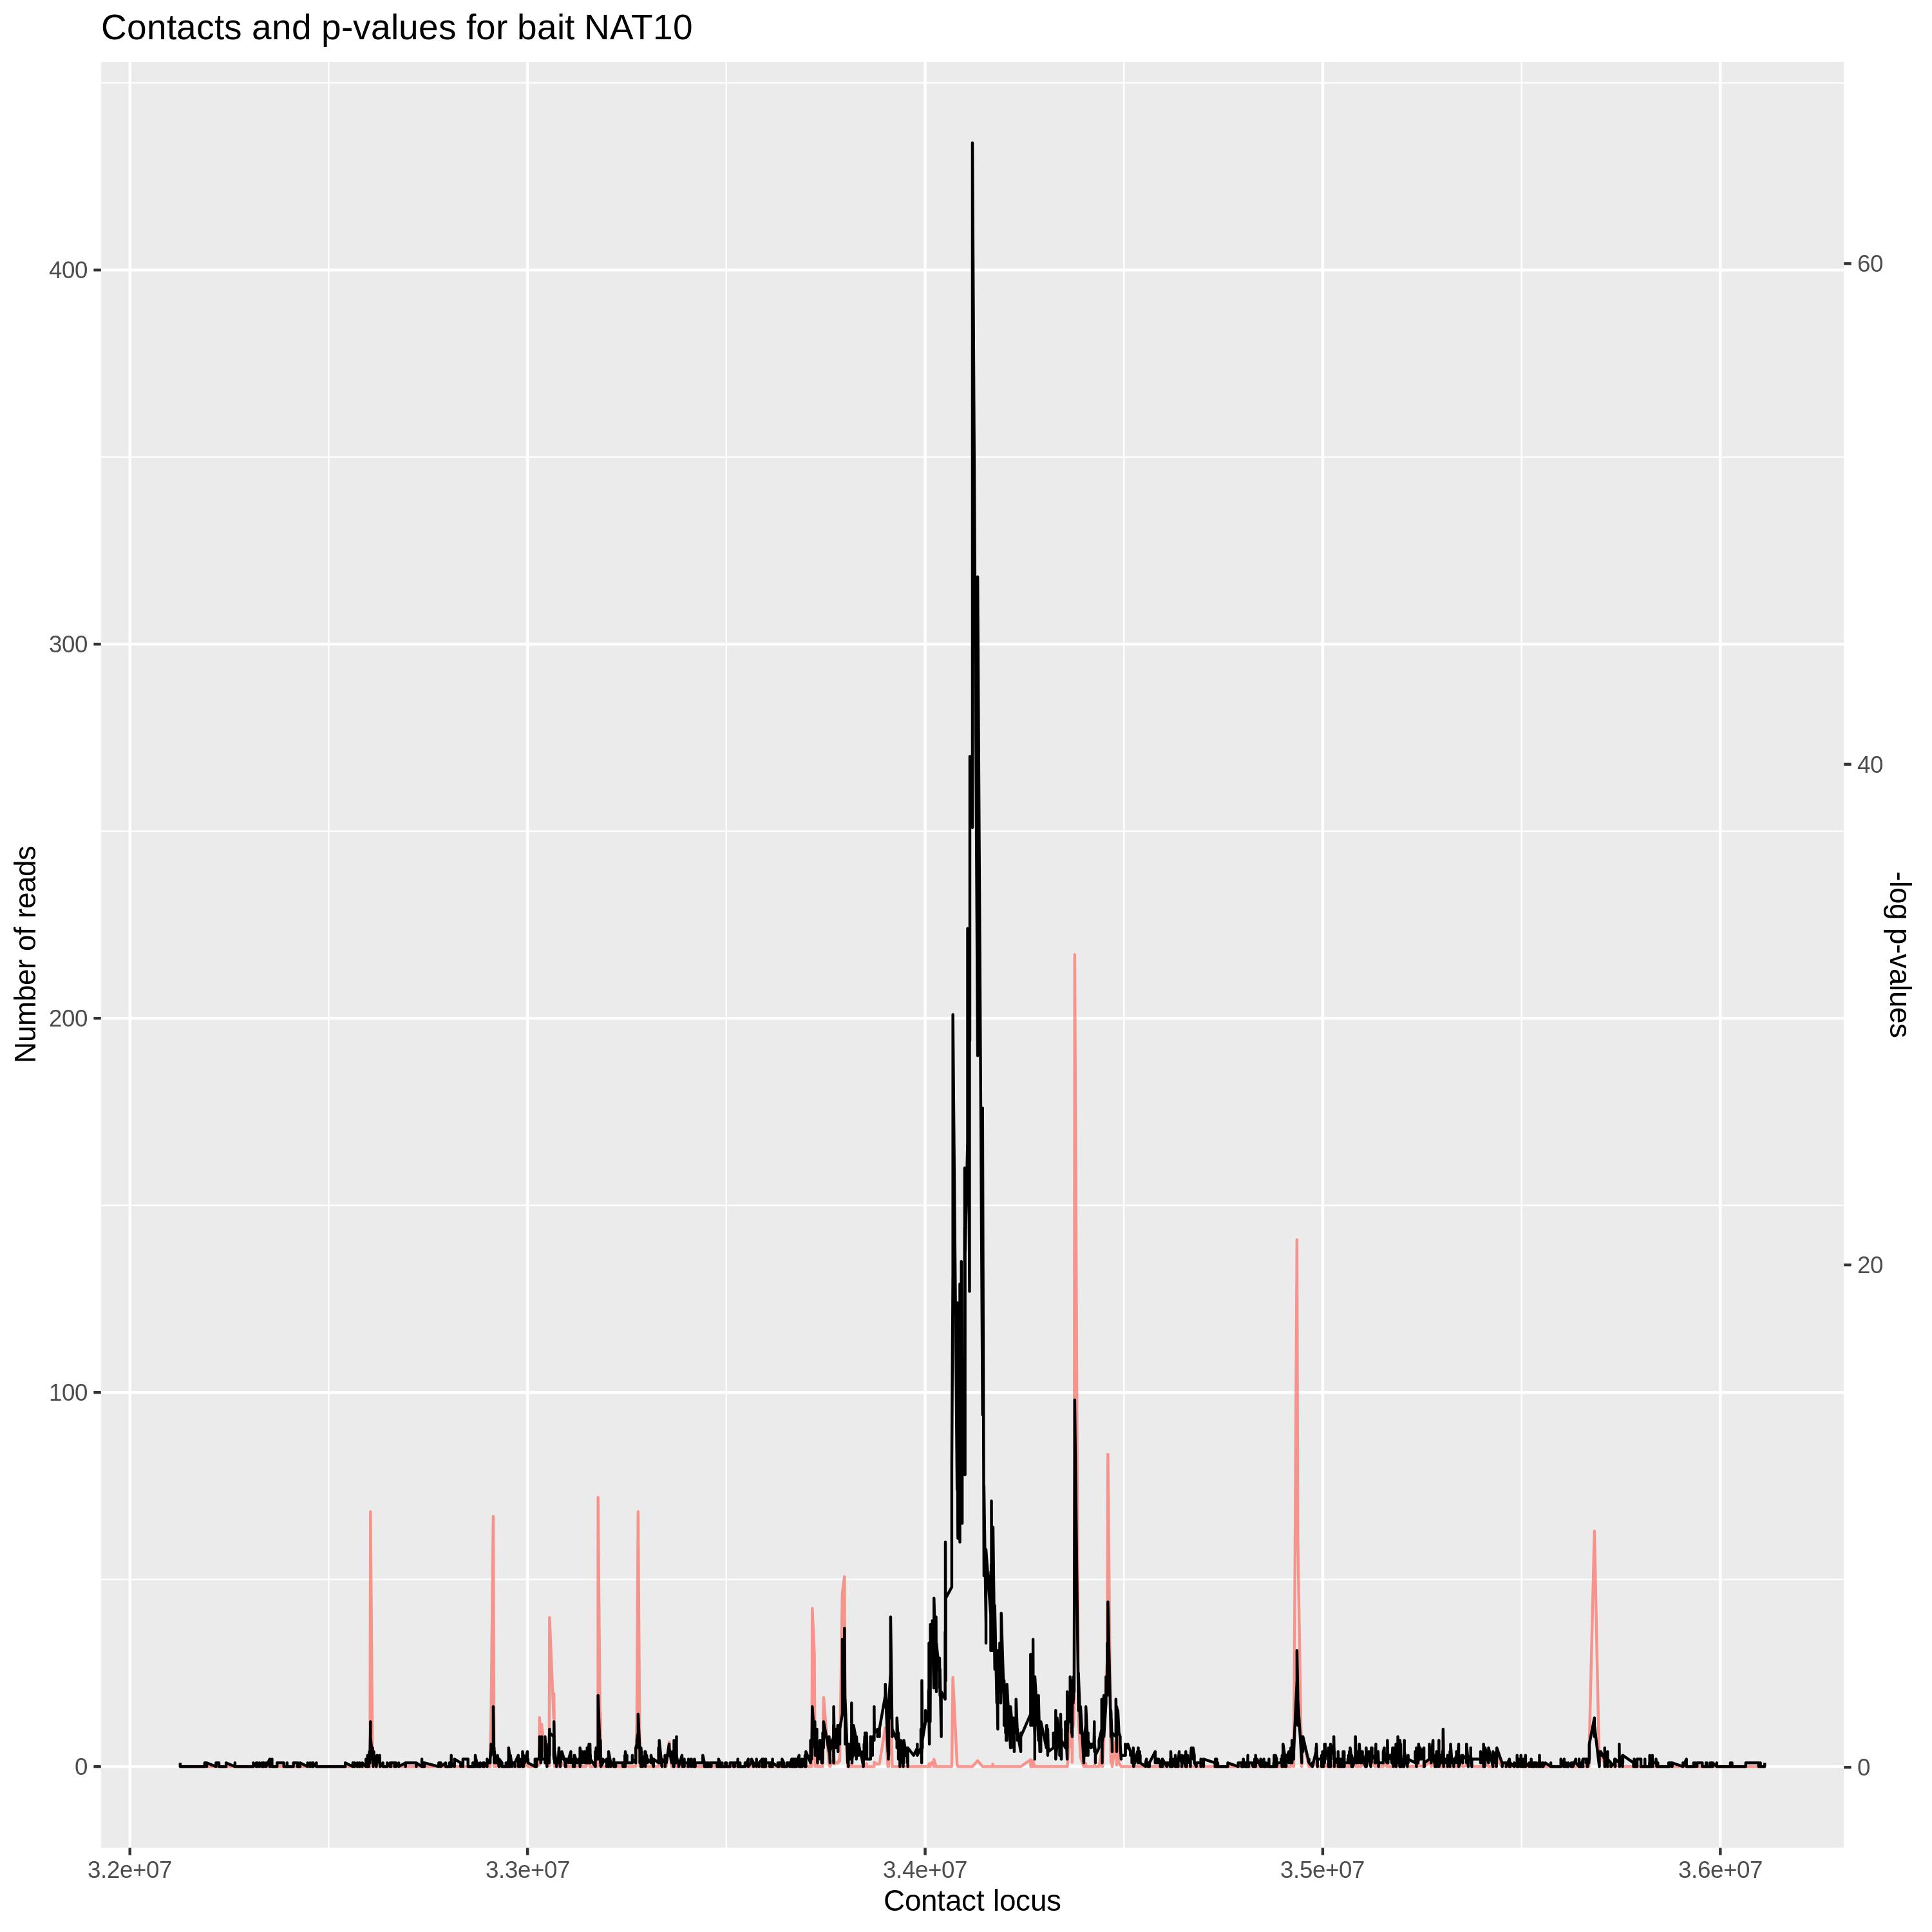 Contacts and p-values for bait NAT10
400
300
200
100
0
Number of reads
60
40
20
0
-log p-values
3.2e+07
3.3e+07
3.4e+07
3.5e+07
3.6e+07
Contact locus